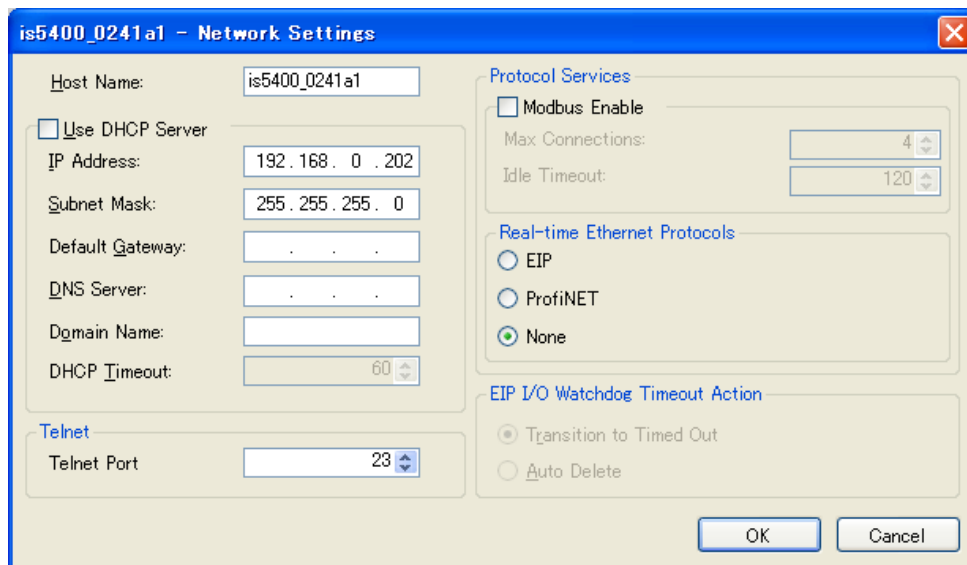 is5400_0241a1 - Network Settings
Host Name: is5400_0241a1
Use DHCP Server
IP Address: 192.168. 0 .202
Subnet Mask: 255.255.255. 0
Default Gateway: . . .
DNS Server: . . .
Domain Name:
DHCP Timeout: 60
Telnet
Telnet Port 23
Protocol Services
Modbus Enable
Max Connections: 4
Idle Timeout: 120
Real-time Ethernet Protocols
EIP
ProfiNET
None
EIP I/O Watchdog Timeout Action
Transition to Timed Out
Auto Delete
OK Cancel